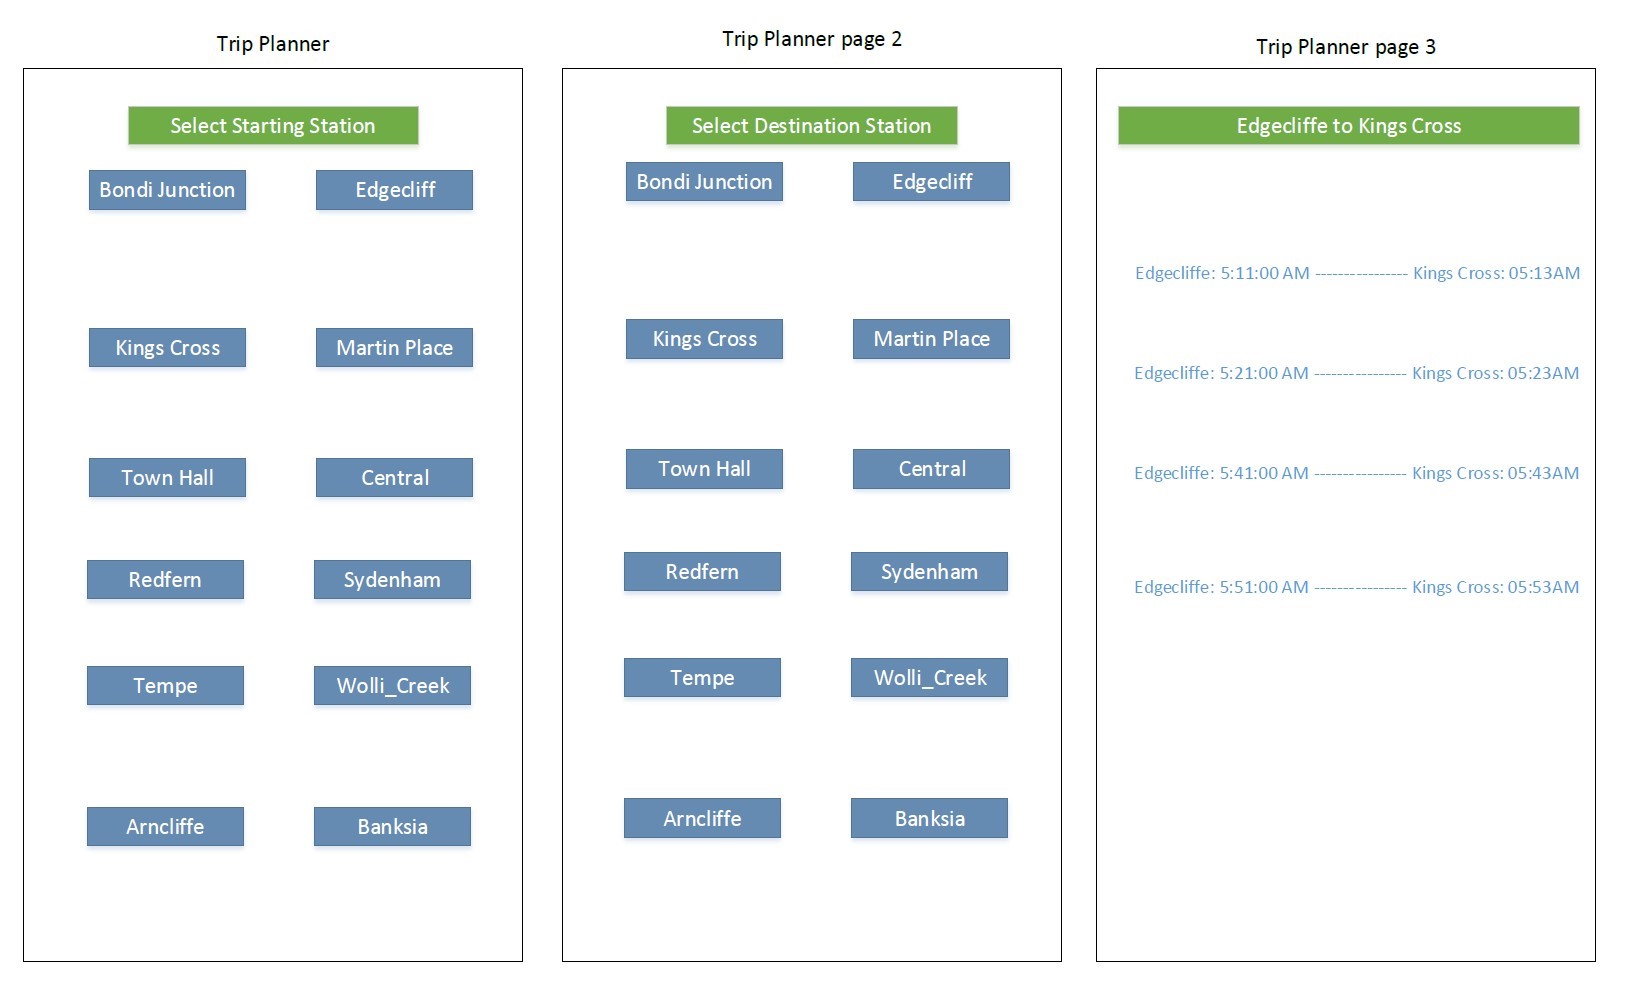 Trip Planner
Select Starting Station
Bondi Junction
Edgecliff
Kings Cross
Martin Place
Town Hall
Central
Redfern
Sydenham
Tempe
Wolli_Creek
Arncliffe
Banksia
Trip Planner page 2
Select Destination Station
Bondi Junction
Edgecliff
Kings Cross
Martin Place
Town Hall
Central
Redfern
Sydenham
Tempe
Wolli_Creek
Arncliffe
Banksia
Trip Planner page 3
Edgecliffe to Kings Cross
Edgecliffe: 5:11:00 AM ---------------- Kings Cross: 05:13AM
Edgecliffe: 5:21:00 AM ---------------- Kings Cross: 05:23AM
Edgecliffe: 5:41:00 AM ---------------- Kings Cross: 05:43AM
Edgecliffe: 5:51:00 AM ---------------- Kings Cross: 05:53AM